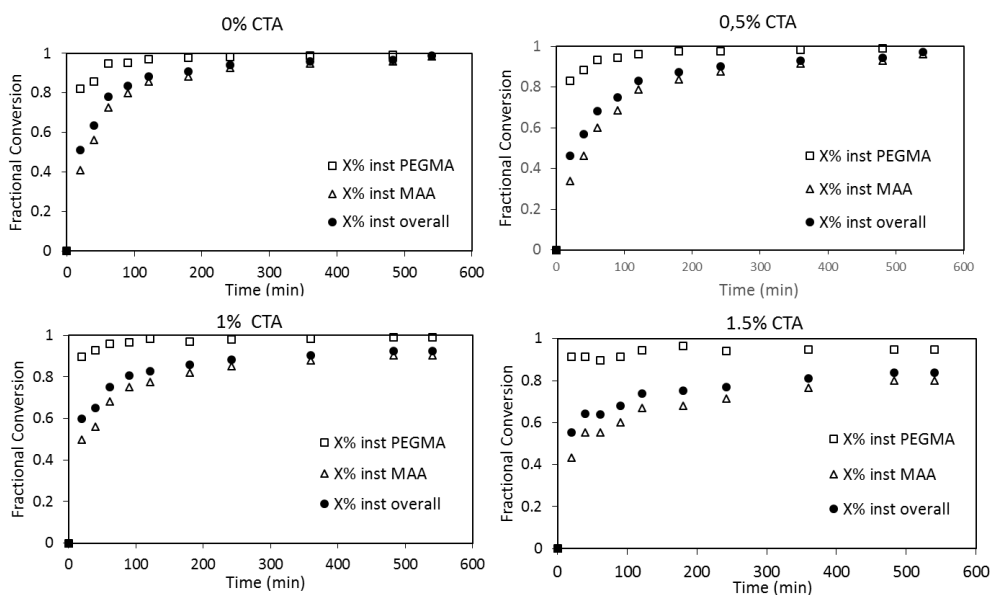 0% CTA
Fractional Conversion
1
0.8
0.6
0.4
0.2
0
X% inst PEGMA
X% inst MAA
X% inst overall
0 100 200 300 400 500 600
Time (min)
0,5% CTA
Fractional Conversion
1
0.8
0.6
0.4
0.2
0
X% inst PEGMA
X% inst MAA
X% inst overall
0 100 200 300 400 500 600
Time (min)
1% CTA
Fractional Conversion
1
0.8
0.6
0.4
0.2
0
X% inst PEGMA
X% inst MAA
X% inst overall
0 100 200 300 400 500 600
Time (min)
1.5% CTA
Fractional Conversion
1
0.8
0.6
0.4
0.2
0
X% inst PEGMA
X% inst MAA
X% inst overall
0 100 200 300 400 500 600
Time (min)